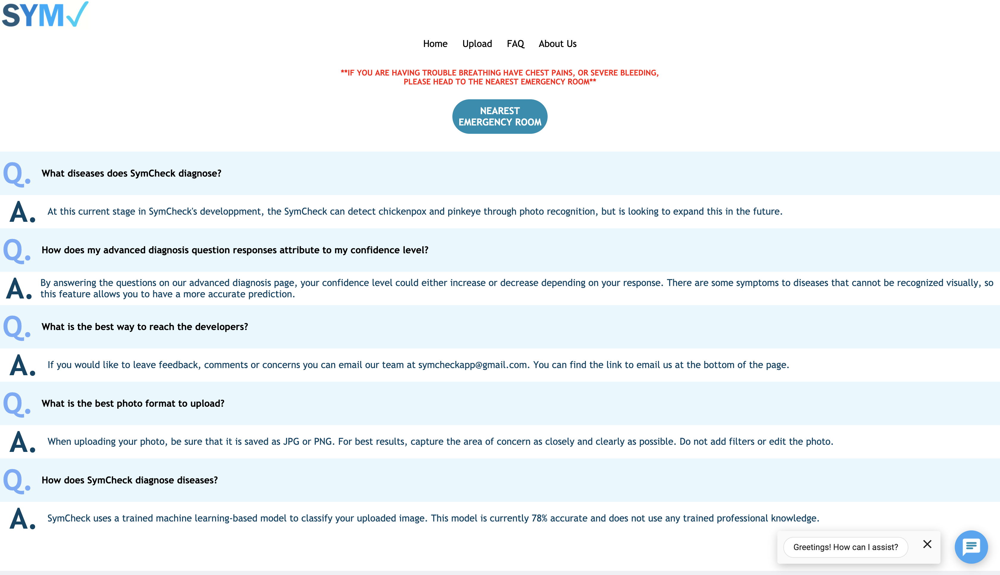 SYM✓
Home Upload FAQ About Us
**IF YOU ARE HAVING TROUBLE BREATHING HAVE CHEST PAINS, OR SEVERE BLEEDING,
PLEASE HEAD TO THE NEAREST EMERGENCY ROOM**
NEAREST
EMERGENCY ROOM
Q. What diseases does SymCheck diagnose?
A. At this current stage in SymCheck's developpment, the SymCheck can detect chickenpox and pinkeye through photo recognition, but is looking to expand this in the future.
Q. How does my advanced diagnosis question responses attribute to my confidence level?
A. By answering the questions on our advanced diagnosis page, your confidence level could either increase or decrease depending on your response. There are some symptoms to diseases that cannot be recognized visually, so
this feature allows you to have a more accurate prediction.
Q. What is the best way to reach the developers?
A. If you would like to leave feedback, comments or concerns you can email our team at symcheckapp@gmail.com. You can find the link to email us at the bottom of the page.
Q. What is the best photo format to upload?
A. When uploading your photo, be sure that it is saved as JPG or PNG. For best results, capture the area of concern as closely and clearly as possible. Do not add filters or edit the photo.
Q. How does SymCheck diagnose diseases?
A. SymCheck uses a trained machine learning-based model to classify your uploaded image. This model is currently 78% accurate and does not use any trained professional knowledge.
Greetings! How can I assist?